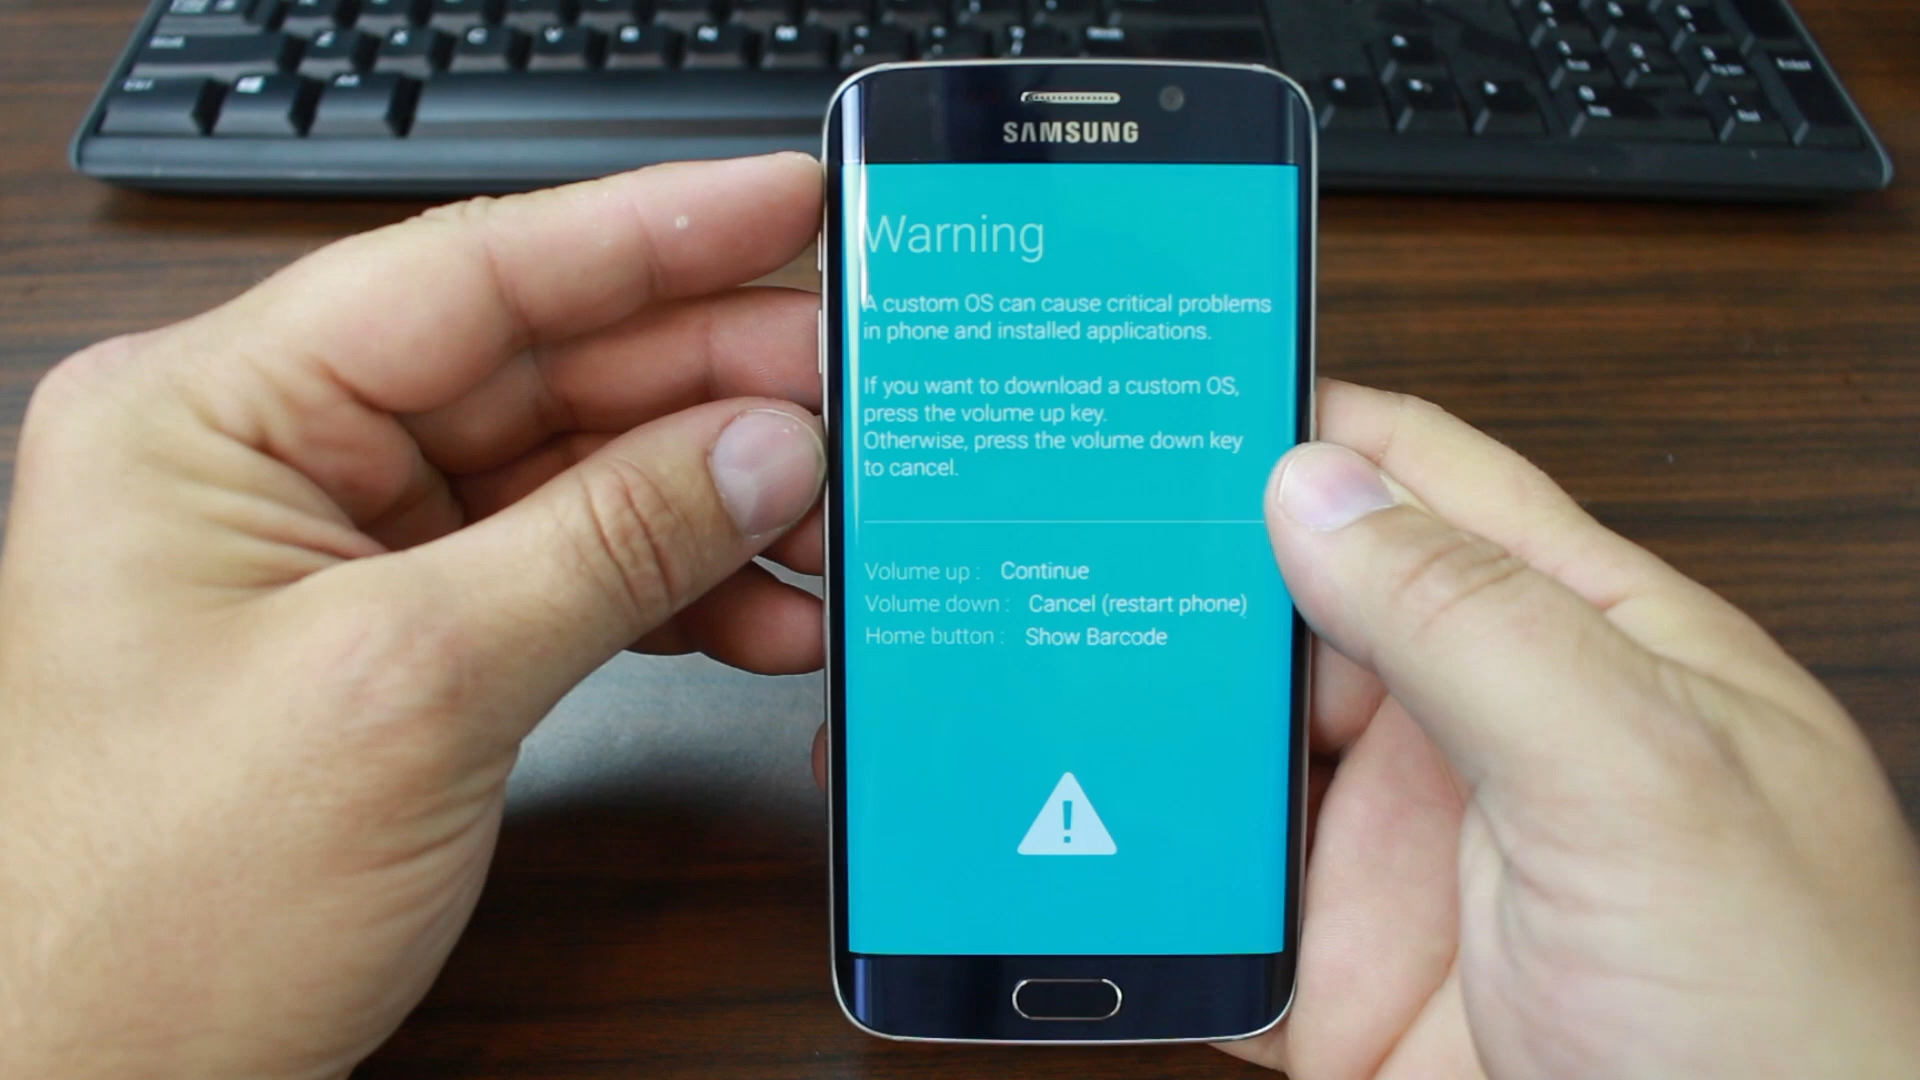 SAMSUNG
Warning
A custom OS can cause critical problems
in phone and installed applications.
If you want to download a custom OS,
press the volume up key.
Otherwise, press the volume down key
to cancel.
Volume up : Continue
Volume down : Cancel (restart phone)
Home button : Show Barcode